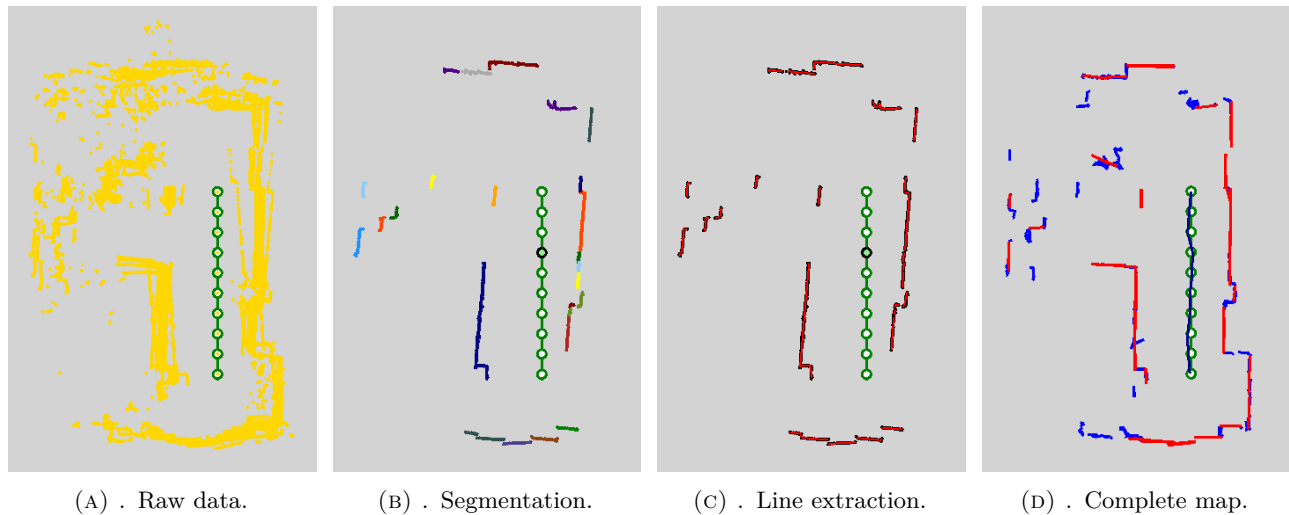 (A) . Raw data.
(B) . Segmentation.
(C) . Line extraction.
(D) . Complete map.